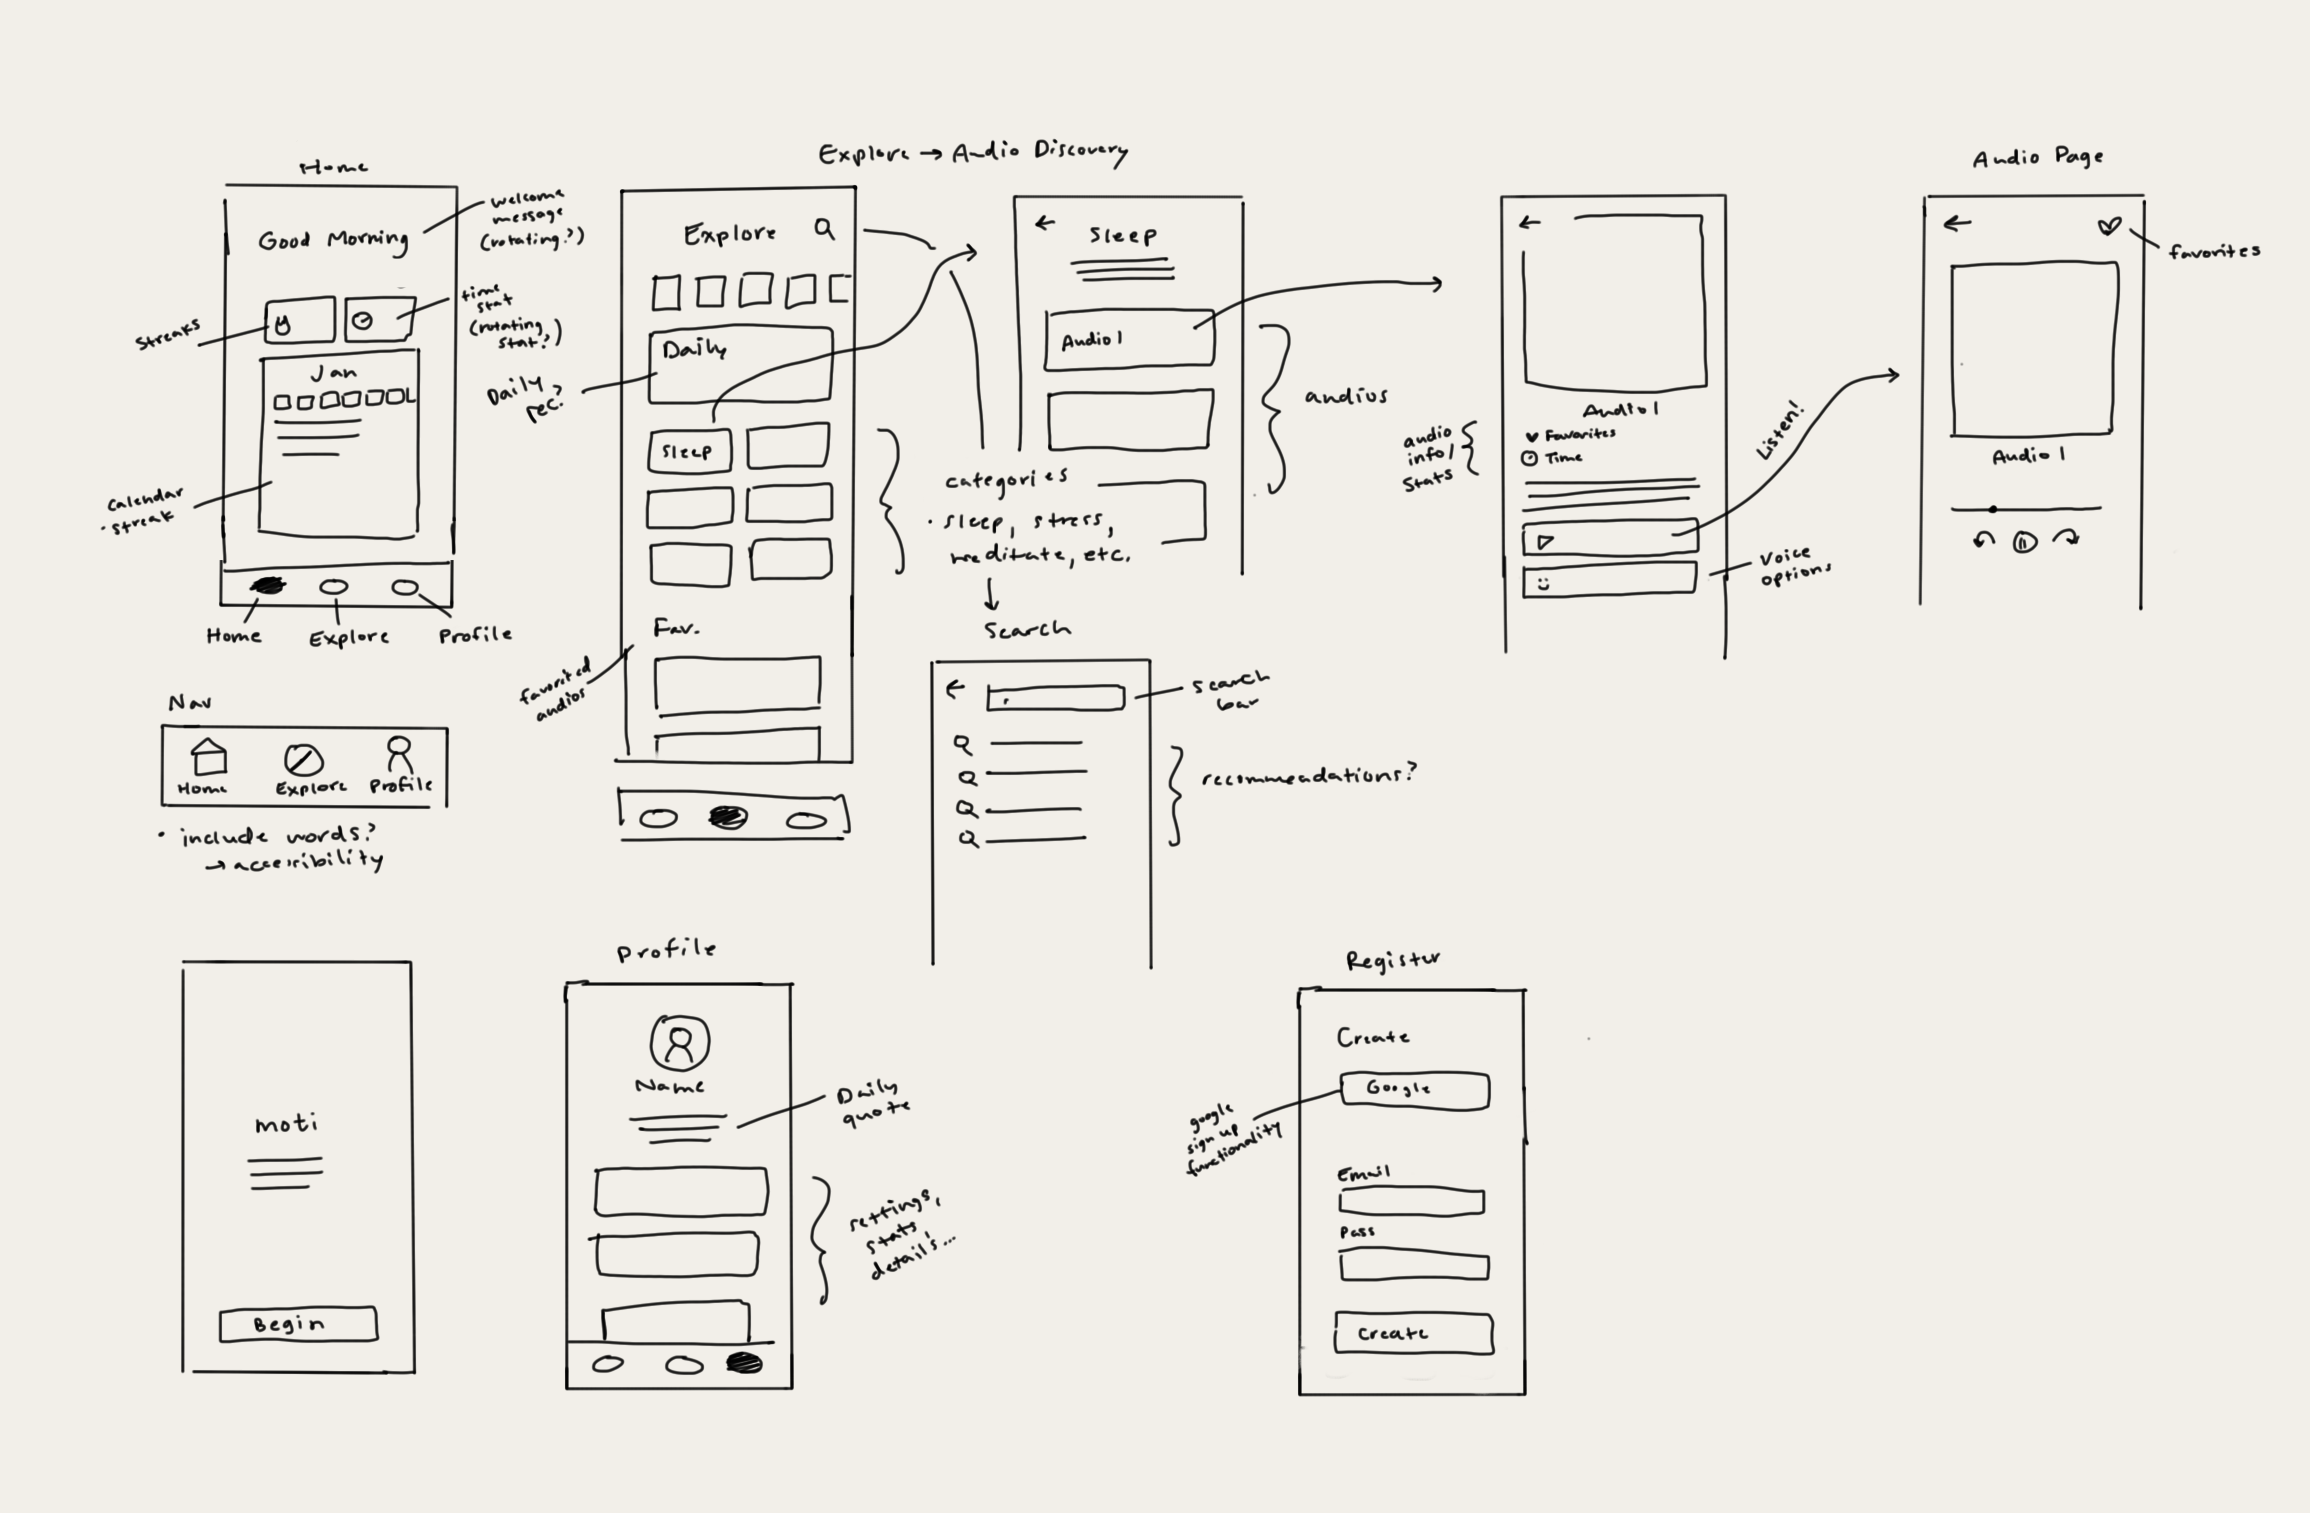 Home
Good Morning
welcome
message
(rotating?)
streaks
time
stat
(rotating
stat?)
Jan
calendar
• streak
Home
Explore
Profile
Nav
Home
Explore
Profile
• include words?
→ accessibility
Explore → Audio Discovery
Explore
Daily
Daily
rec?
Sleep
Fav.
favorited
audios
categories
• sleep, stress,
meditate, etc.
↓
Search
Sleep
Audio 1
audios
search
bar
recommeadations?
Audio 1
Favorites
Time
audio
info/
stats
Listen!
Voice
options
Audio Page
favorites
Audio 1
moti
Begin
Profile
Name
Daily
quote
settings,
stats,
details...
Register
Create
Google
google
sign up
functionality
Email
Pass
Create